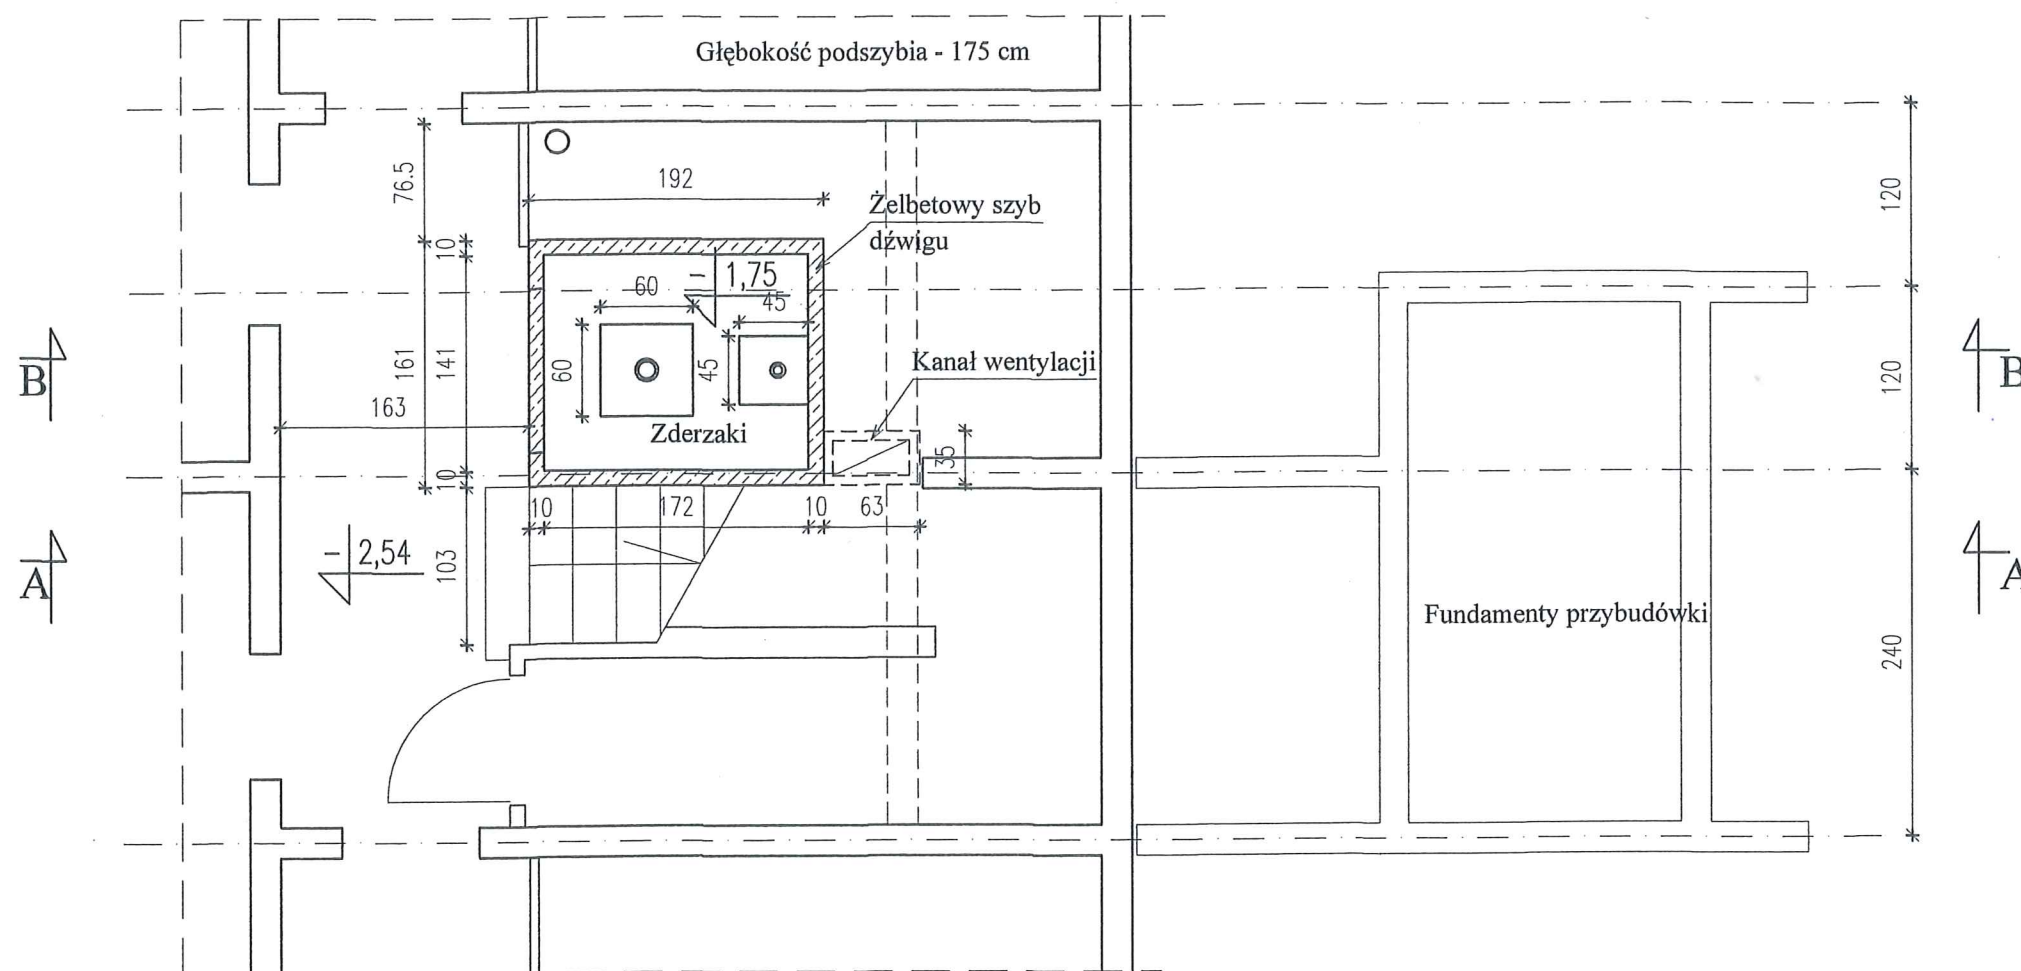 Głębokość podszybia - 175 cm
192
76.5
Żelbetowy szyb
dźwigu
120
10
- 1,75
60
45
B
161
141
60
45
Kanał wentylacji
120
B
163
Zderzaki
35
10
10
172
10
63
- 2,54
103
A
A
Fundamenty przybudówki
240